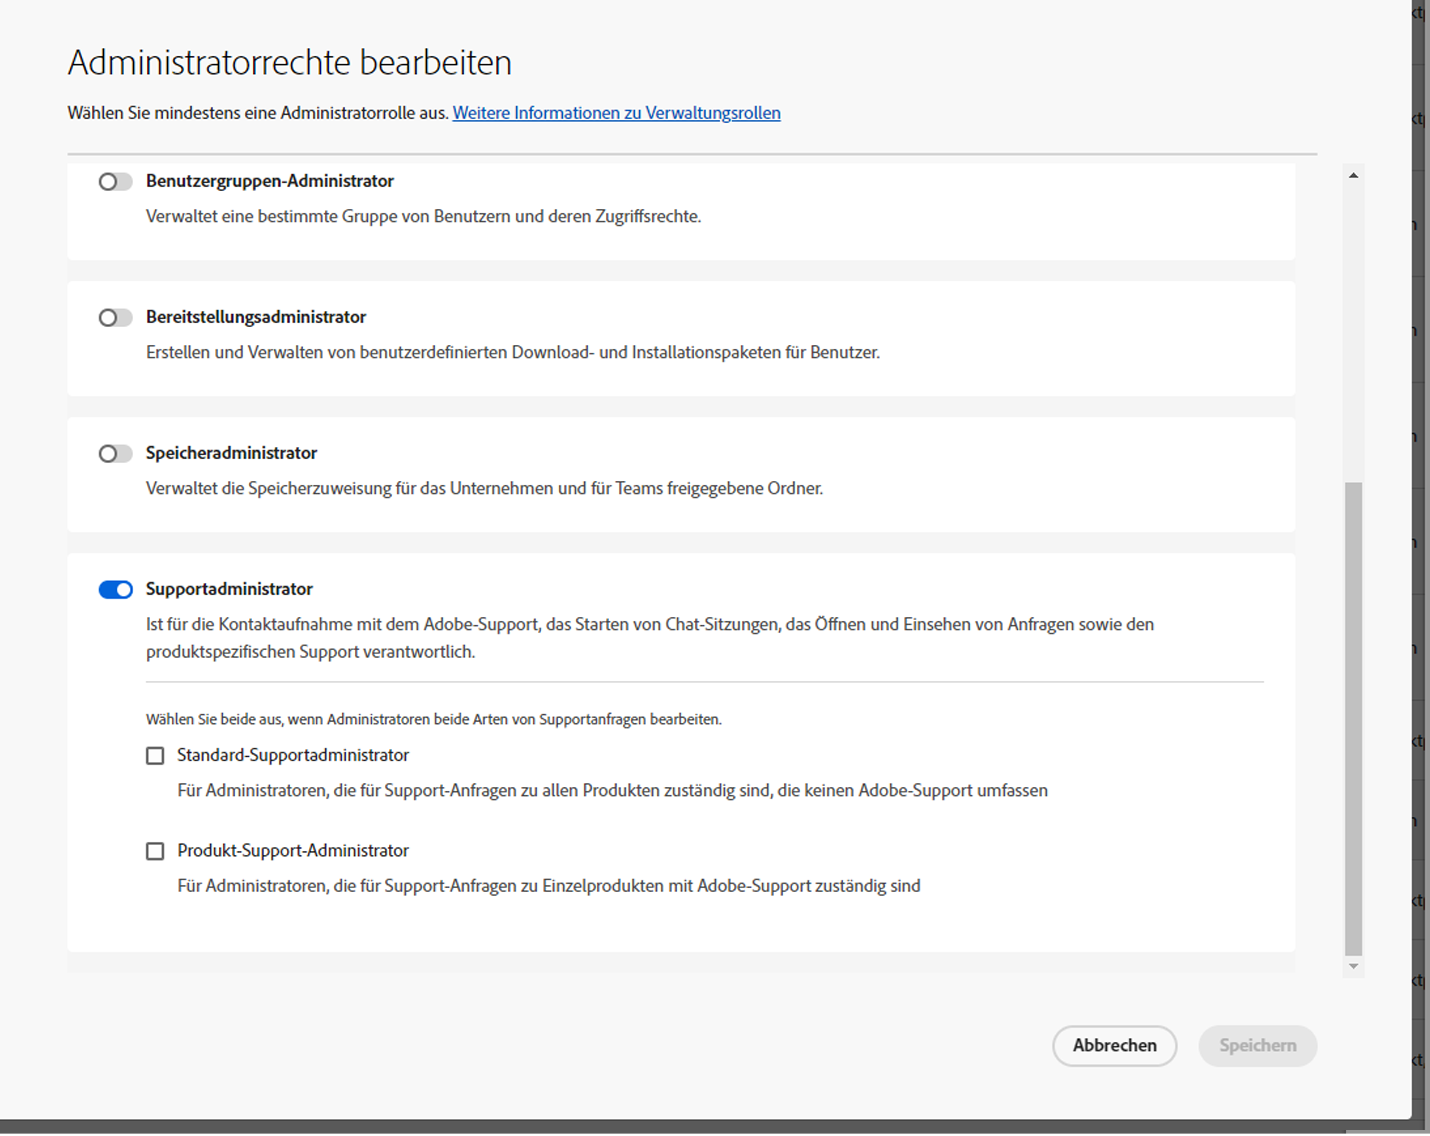 Administratorrechte bearbeiten
Wählen Sie mindestens eine Administratorrolle aus. Weitere Informationen zu Verwaltungsrollen
Benutzergruppen-Administrator
Verwaltet eine bestimmte Gruppe von Benutzern und deren Zugriffsrechte.
Bereitstellungsadministrator
Erstellen und Verwalten von benutzerdefinierten Download- und Installationspaketen für Benutzer.
Speicheradministrator
Verwaltet die Speicherzuweisung für das Unternehmen und für Teams freigegebene Ordner.
Supportadministrator
Ist für die Kontaktaufnahme mit dem Adobe-Support, das Starten von Chat-Sitzungen, das Öffnen und Einsehen von Anfragen sowie den
produktspezifischen Support verantwortlich.
Wählen Sie beide aus, wenn Administratoren beide Arten von Supportanfragen bearbeiten.
Standard-Supportadministrator
Für Administratoren, die für Support-Anfragen zu allen Produkten zuständig sind, die keinen Adobe-Support umfassen
Produkt-Support-Administrator
Für Administratoren, die für Support-Anfragen zu Einzelprodukten mit Adobe-Support zuständig sind
Abbrechen
Speichern